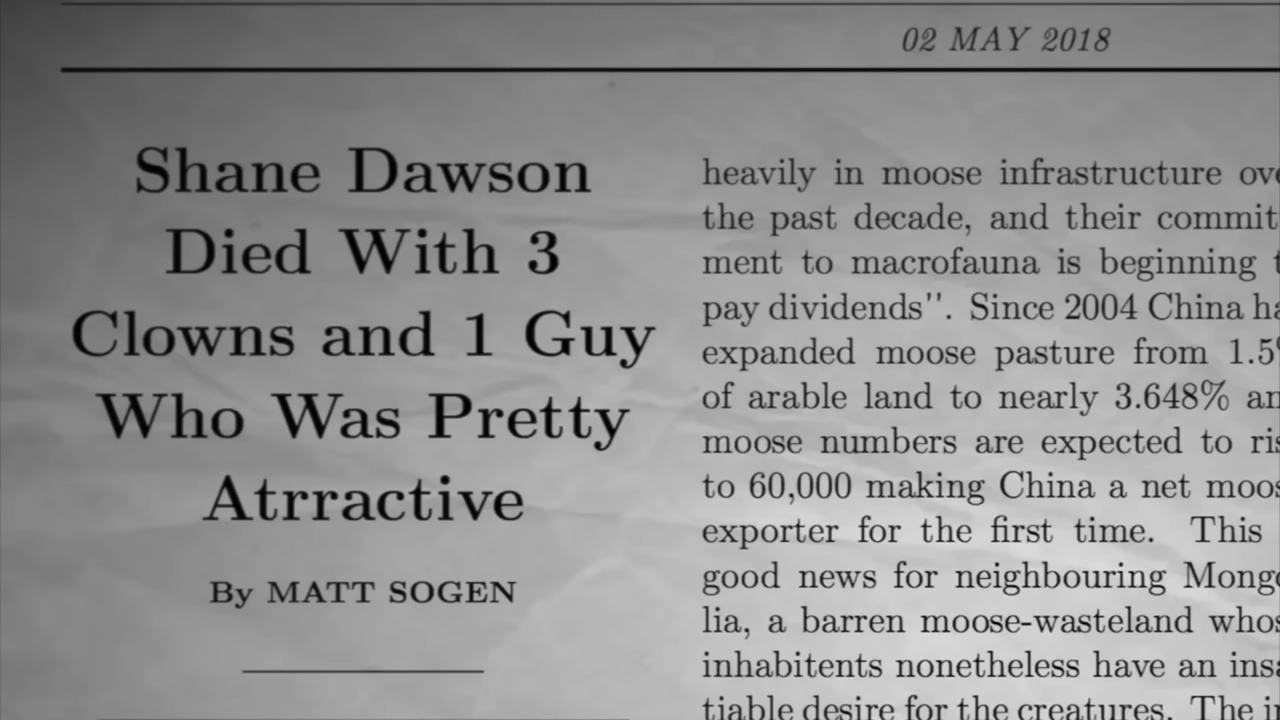 02 MAY 2018
Shane Dawson
Died With 3
Clowns and 1 Guy
Who Was Pretty
Atrractive
By MATT SOGEN
heavily in moose infrastructure
the past decade, and their commit-
ment to macrofauna is beginning
pay dividends". Since 2004 China
expanded moose pasture from
of arable land to nearly 3.648%
moose numbers are expected to
to 60,000 making China a net
exporter for the first time. This
good news for neighbouring
lia, a barren moose-wasteland
inhabitents nonetheless have an
tiable desire for the creatures. The